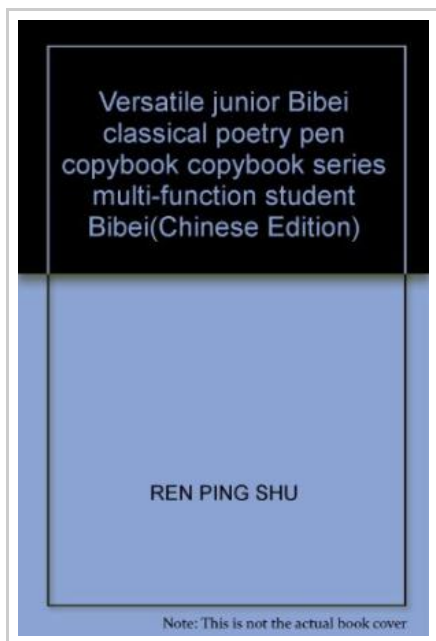 Versatile junior Bibei
classical poetry pen
copybook copybook series
multi-function student
Bibei(Chinese Edition)
REN PING SHU
Note: This is not the actual book cover